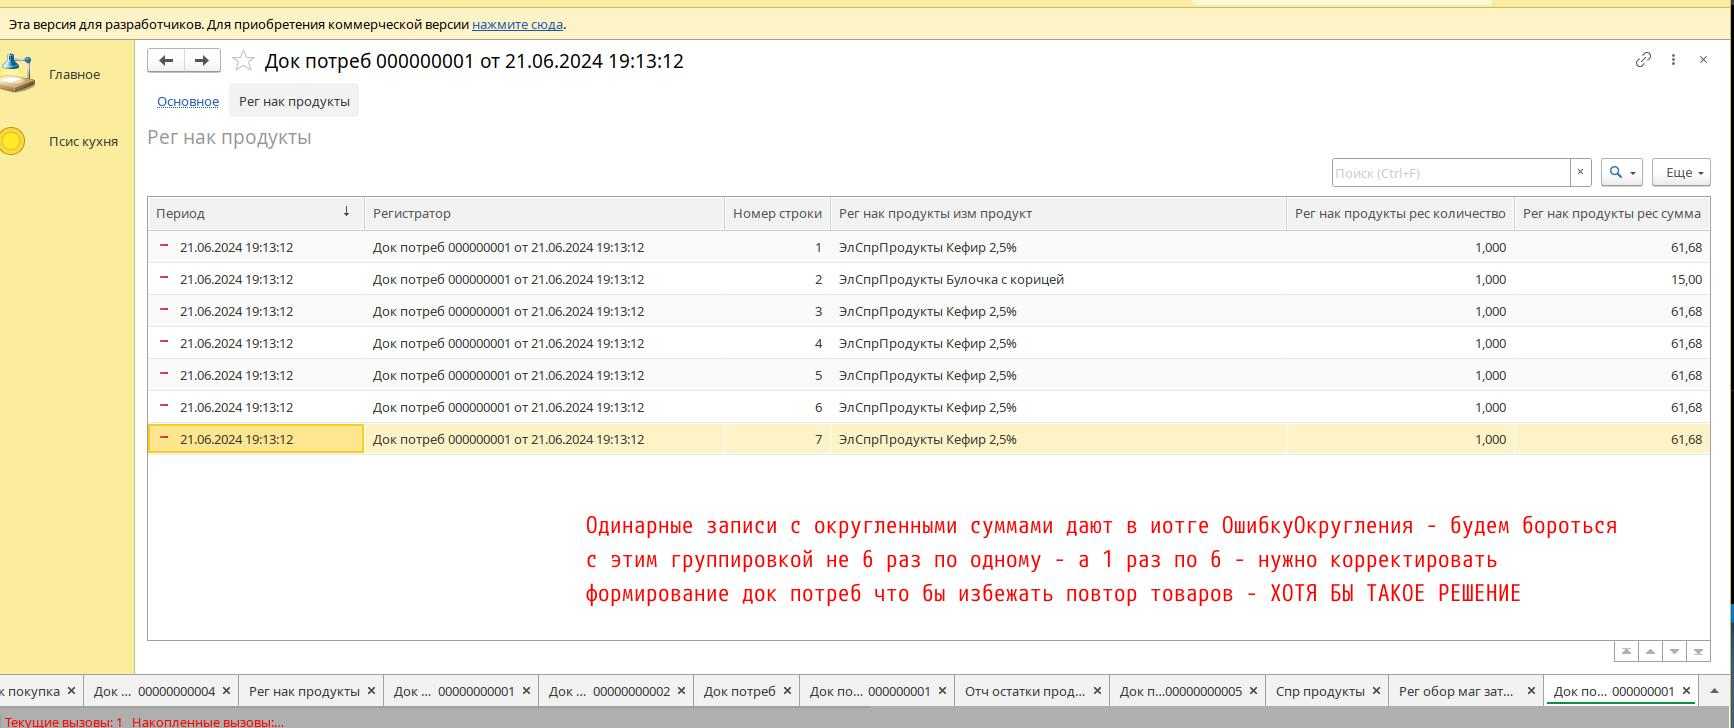 Эта версия для разработчиков. Для приобретения коммерческой версии нажмите сюда.
Главное
Псис кухня
Док потреб 000000001 от 21.06.2024 19:13:12
Основное Рег нак продукты
Рег нак продукты
Поиск (Ctrl+F) × Еще
Период ↓ Регистратор Номер строки Рег нак продукты изм продукт Рег нак продукты рес количество Рег нак продукты рес сумма
21.06.2024 19:13:12 Док потреб 000000001 от 21.06.2024 19:13:12 1 ЭлСпрПродукты Кефир 2,5% 1,000 61,68
21.06.2024 19:13:12 Док потреб 000000001 от 21.06.2024 19:13:12 2 ЭлСпрПродукты Булочка с корицей 1,000 15,00
21.06.2024 19:13:12 Док потреб 000000001 от 21.06.2024 19:13:12 3 ЭлСпрПродукты Кефир 2,5% 1,000 61,68
21.06.2024 19:13:12 Док потреб 000000001 от 21.06.2024 19:13:12 4 ЭлСпрПродукты Кефир 2,5% 1,000 61,68
21.06.2024 19:13:12 Док потреб 000000001 от 21.06.2024 19:13:12 5 ЭлСпрПродукты Кефир 2,5% 1,000 61,68
21.06.2024 19:13:12 Док потреб 000000001 от 21.06.2024 19:13:12 6 ЭлСпрПродукты Кефир 2,5% 1,000 61,68
21.06.2024 19:13:12 Док потреб 000000001 от 21.06.2024 19:13:12 7 ЭлСпрПродукты Кефир 2,5% 1,000 61,68
Одинарные записи с округленными суммами дают в иотге ОшибкуОкругления - будем бороться
с этим группировкой не 6 раз по одному - а 1 раз по 6 - нужно корректировать
формирование док потреб что бы избежать повтор товаров - ХОТЯ БЫ ТАКОЕ РЕШЕНИЕ
к покупка × Док ... 00000000004 × Рег нак продукты × Док ... 00000000001 × Док ... 00000000002 × Док потреб × Док по... 000000001 × Отч остатки прод... × Док п...00000000005 × Спр продукты × Рег обор маг зат... × Док по... 000000001 ×
Текущие вызовы: 1 Накопленные вызовы:...